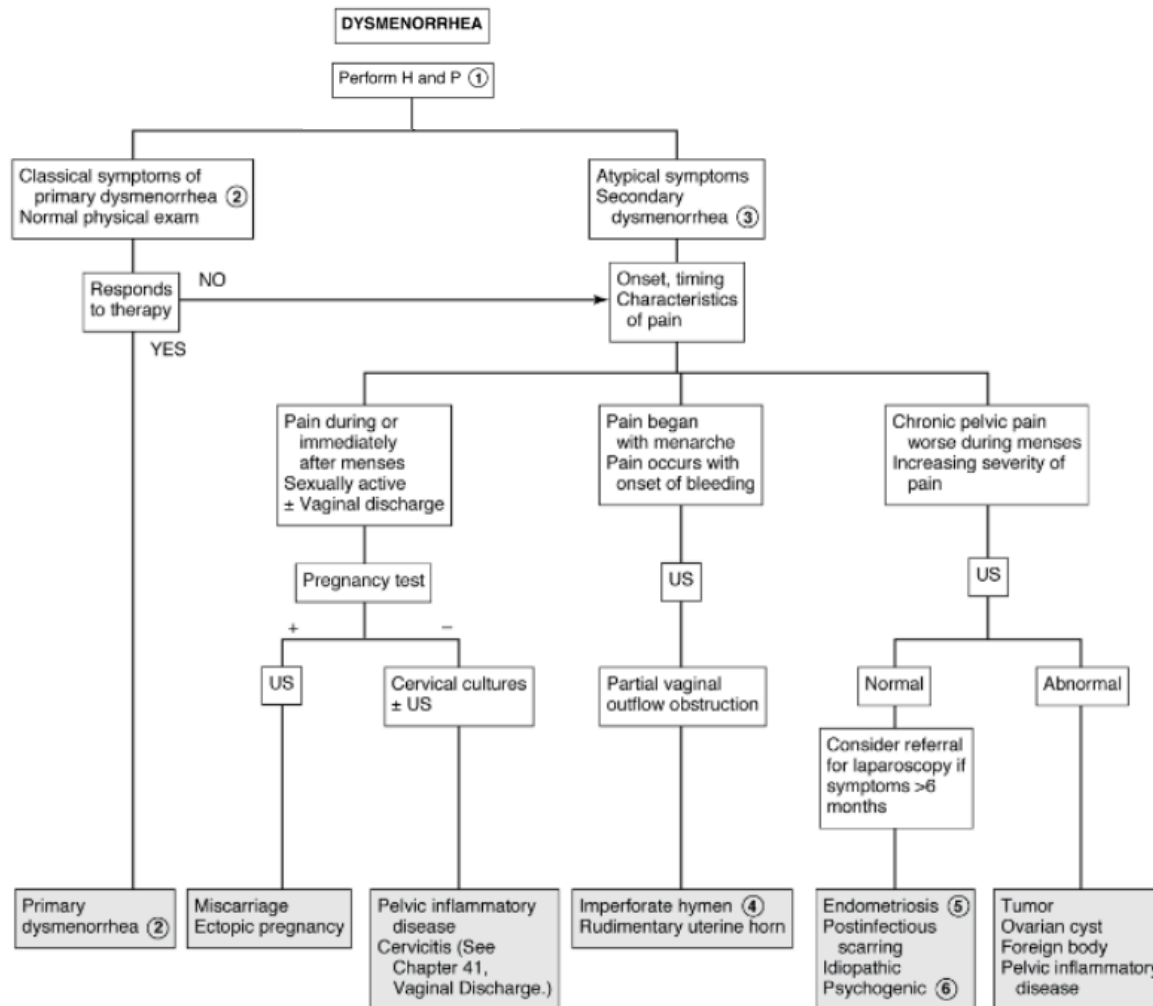 DYSMENORRHEA
Perform H and P ①
Classical symptoms of
primary dysmenorrhea ②
Normal physical exam
Atypical symptoms
Secondary
dysmenorrhea ③
Responds
to therapy
NO
YES
Onset, timing
Characteristics
of pain
Pain during or
immediately
after menses
Sexually active
± Vaginal discharge
Pain began
with menarche
Pain occurs with
onset of bleeding
Chronic pelvic pain
worse during menses
Increasing severity of
pain
Pregnancy test
US
US
+
–
US
Cervical cultures
± US
Partial vaginal
outflow obstruction
Normal
Abnormal
Consider referral
for laparoscopy if
symptoms >6
months
Primary
dysmenorrhea ②
Miscarriage
Ectopic pregnancy
Pelvic inflammatory
disease
Cervicitis (See
Chapter 41,
Vaginal Discharge.)
Imperforate hymen ④
Rudimentary uterine horn
Endometriosis ⑤
Postinfectious
scarring
Idiopathic
Psychogenic ⑥
Tumor
Ovarian cyst
Foreign body
Pelvic inflammatory
disease